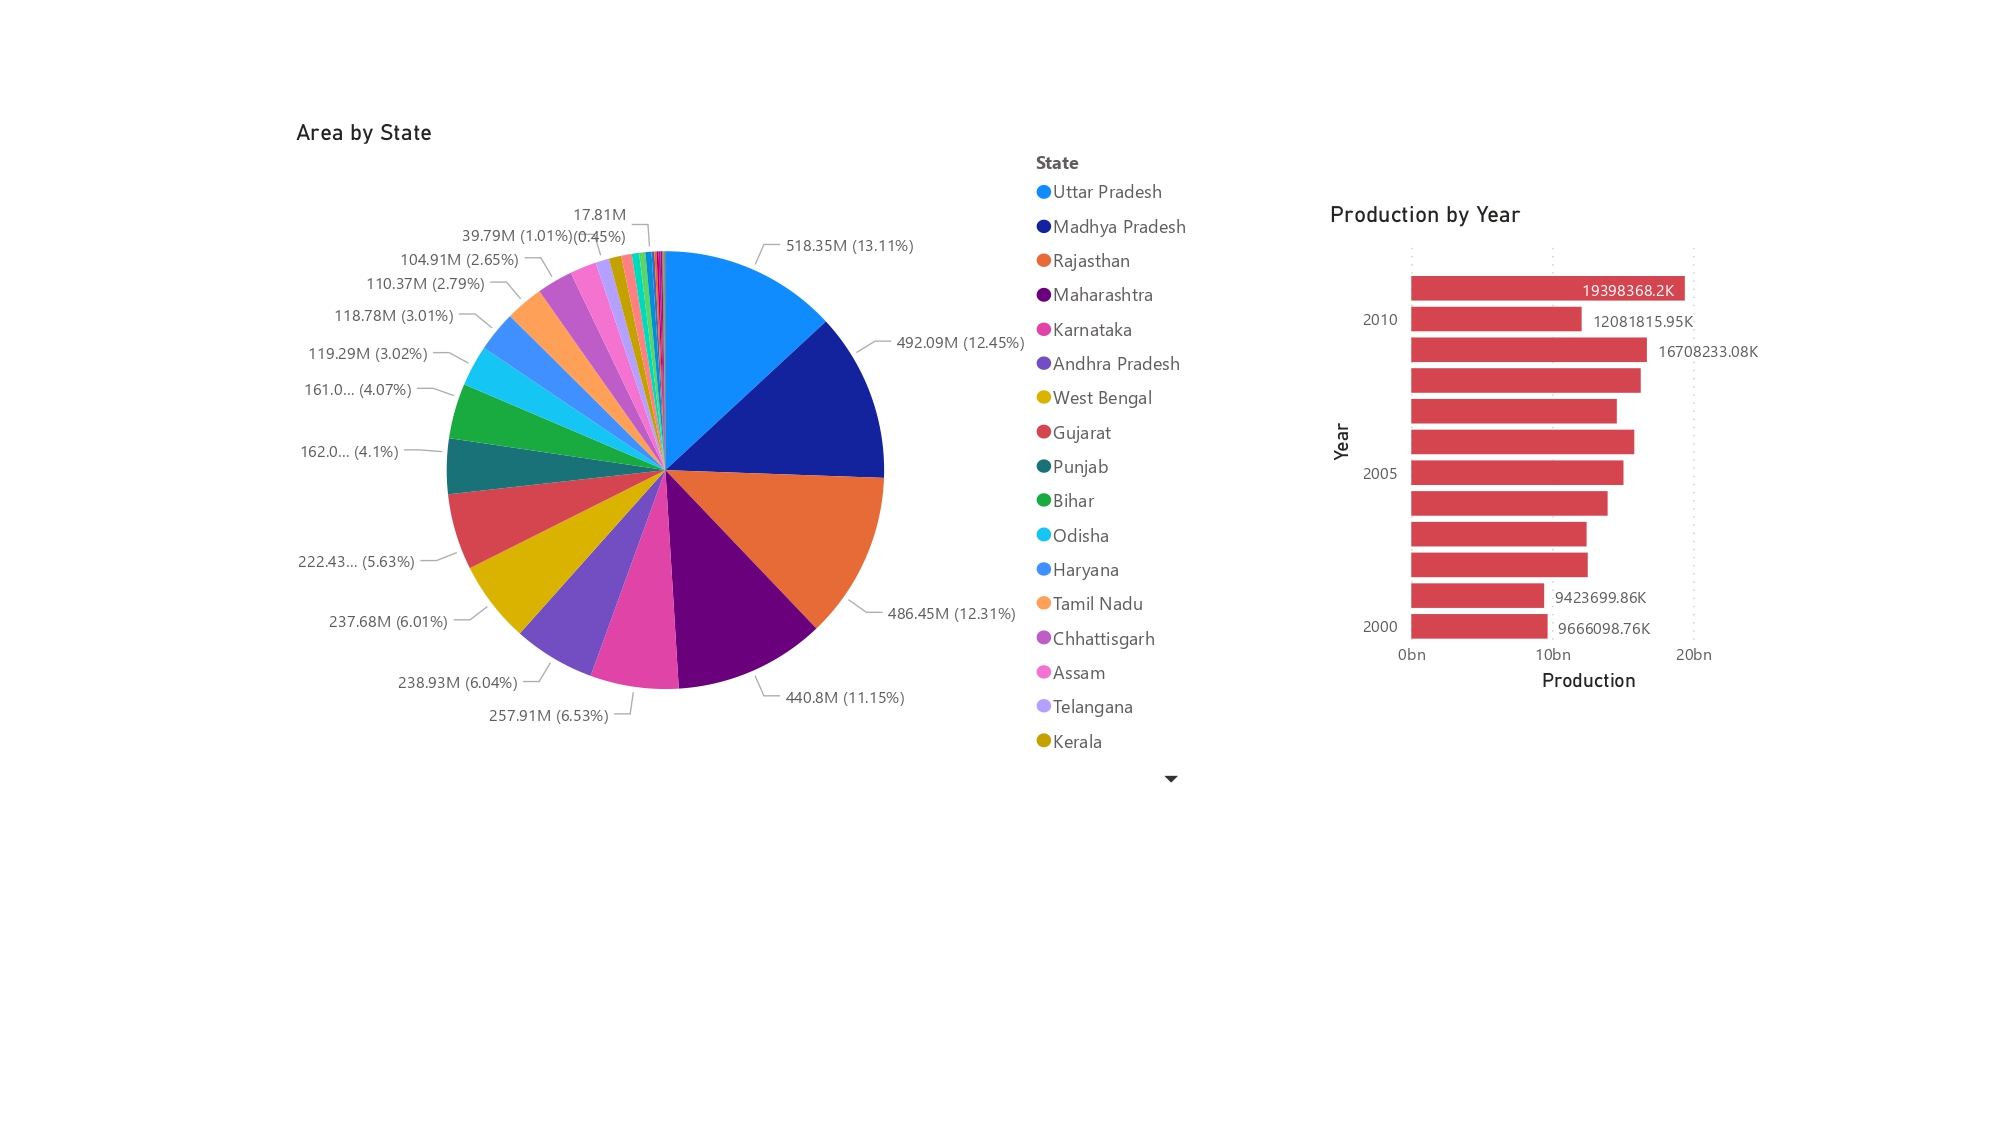 Area by State
17.81M
(0.45%)
39.79M (1.01%)
104.91M (2.65%)
110.37M (2.79%)
118.78M (3.01%)
119.29M (3.02%)
161.0... (4.07%)
162.0... (4.1%)
222.43... (5.63%)
237.68M (6.01%)
238.93M (6.04%)
257.91M (6.53%)
518.35M (13.11%)
492.09M (12.45%)
486.45M (12.31%)
440.8M (11.15%)
State
Uttar Pradesh
Madhya Pradesh
Rajasthan
Maharashtra
Karnataka
Andhra Pradesh
West Bengal
Gujarat
Punjab
Bihar
Odisha
Haryana
Tamil Nadu
Chhattisgarh
Assam
Telangana
Kerala
Production by Year
19398368.2K
2010
12081815.95K
16708233.08K
Year
2005
9423699.86K
2000
9666098.76K
0bn
10bn
20bn
Production